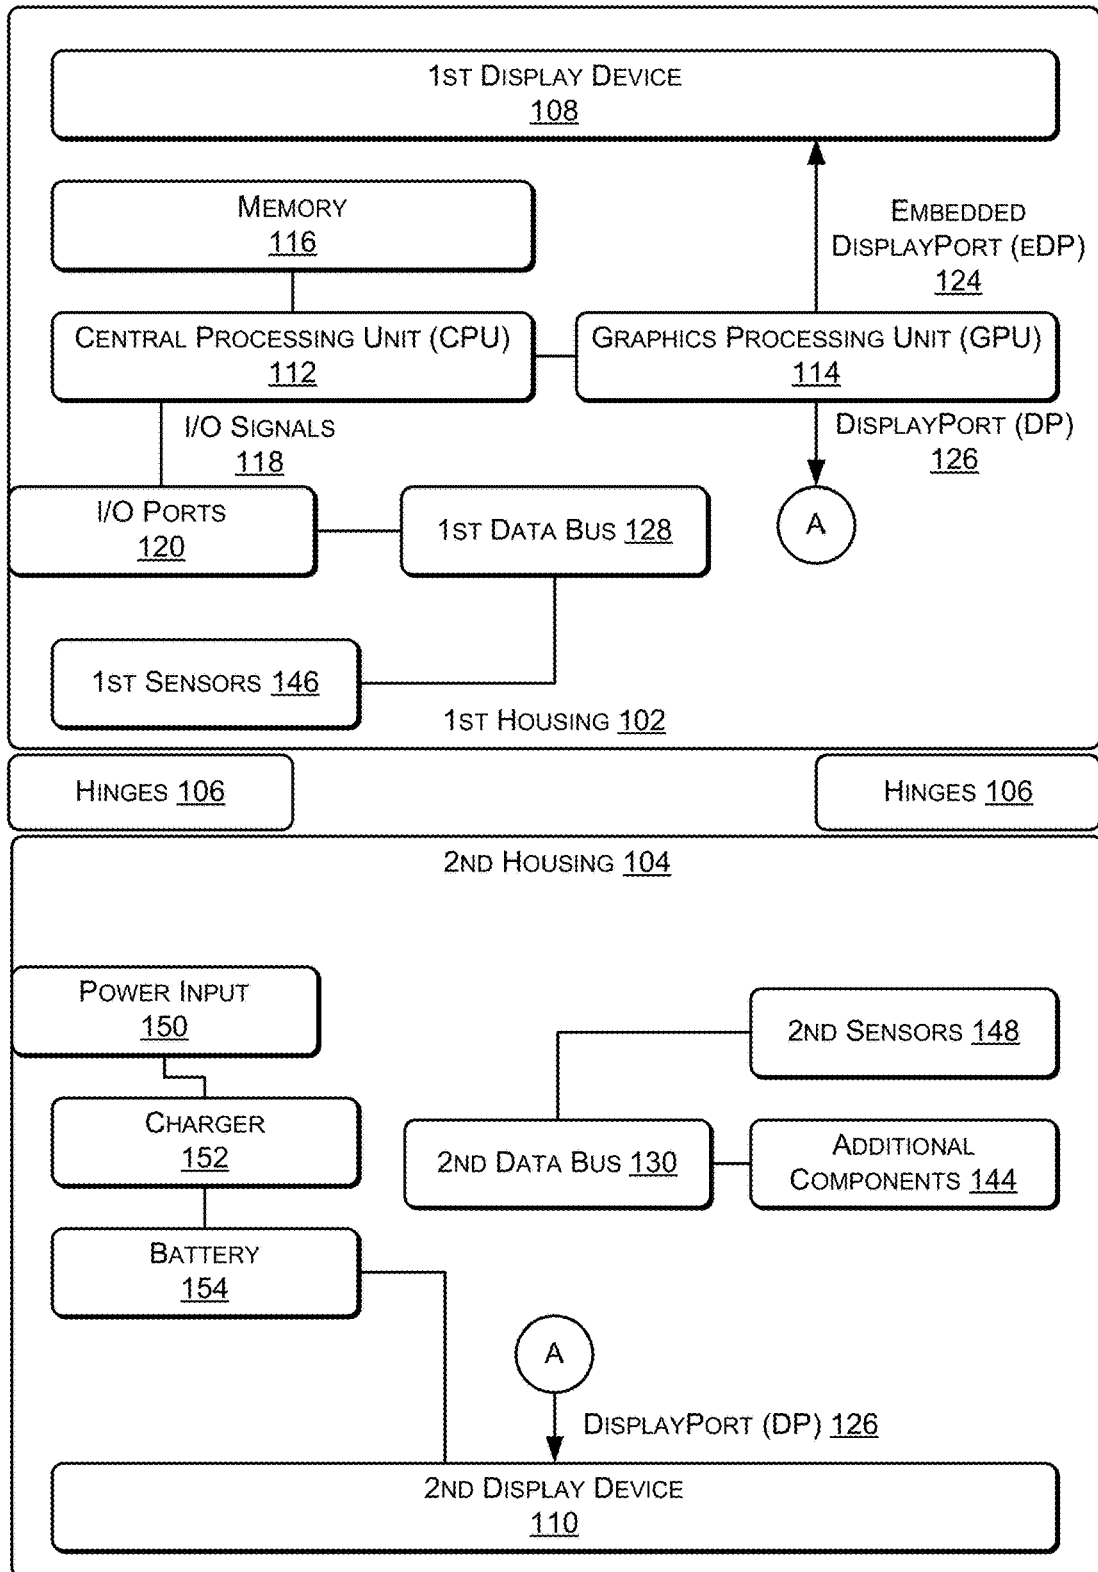 1ST DISPLAY DEVICE
108
MEMORY
116
EMBEDDED
DISPLAYPORT (EDP)
124
CENTRAL PROCESSING UNIT (CPU)
112
GRAPHICS PROCESSING UNIT (GPU)
114
I/O SIGNALS
118
DISPLAYPORT (DP)
126
I/O PORTS
120
1ST DATA BUS 128
A
1ST SENSORS 146
1ST HOUSING 102
HINGES 106
HINGES 106
2ND HOUSING 104
POWER INPUT
150
2ND SENSORS 148
CHARGER
152
2ND DATA BUS 130
ADDITIONAL
COMPONENTS 144
BATTERY
154
A
DISPLAYPORT (DP) 126
2ND DISPLAY DEVICE
110